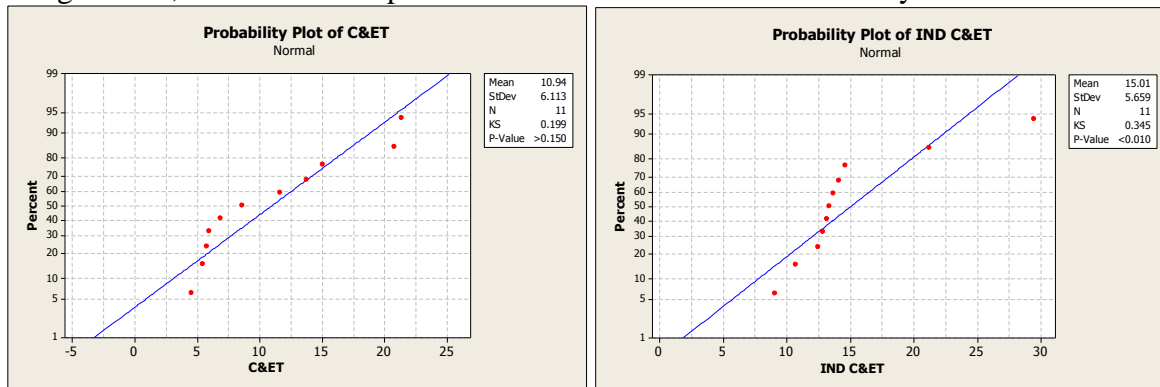 Probability Plot of C&ET
Normal
Mean 10.94
StDev 6.113
N 11
KS 0.199
P-Value >0.150
99
95
90
80
70
60
50
40
30
20
10
5
1
Percent
-5 0 5 10 15 20 25
C&ET
Probability Plot of IND C&ET
Normal
Mean 15.01
StDev 5.659
N 11
KS 0.345
P-Value <0.010
99
95
90
80
70
60
50
40
30
20
10
5
1
Percent
0 5 10 15 20 25 30
IND C&ET